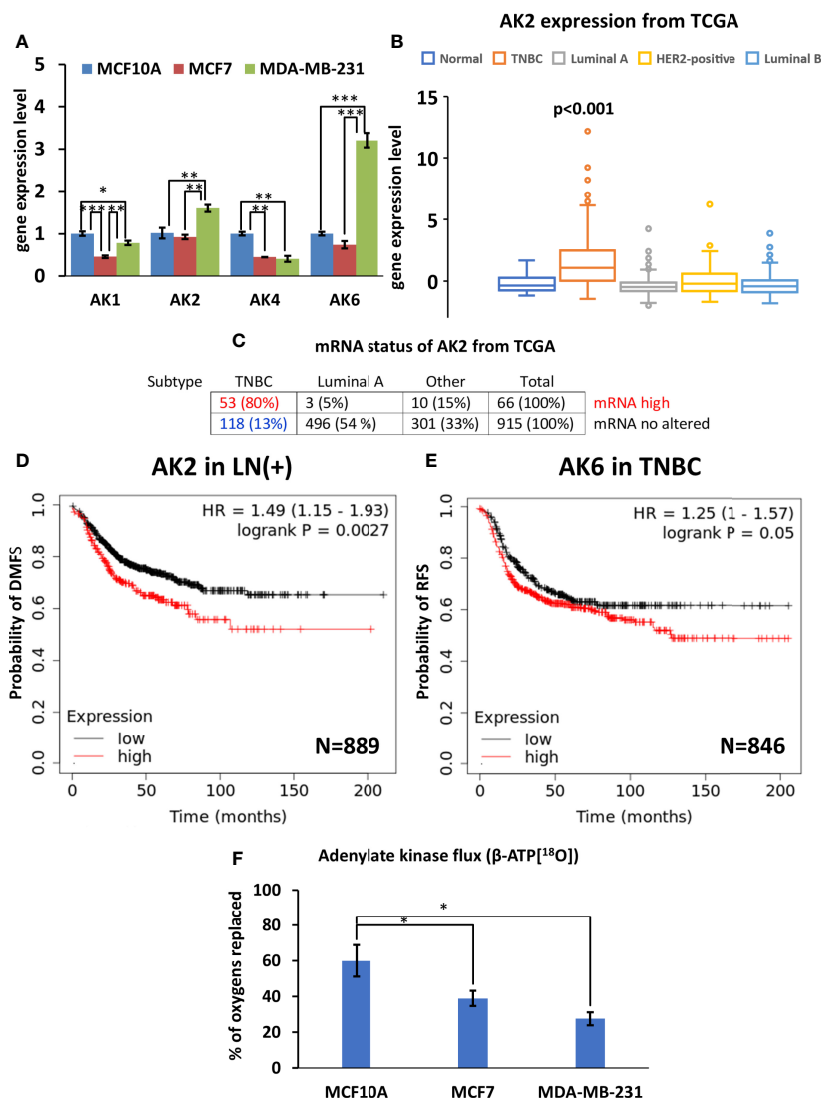 AK2 expression from TCGA
A
B
MCF10A MCF7 MDA-MB-231
Normal TNBC Luminal A HER2-positive Luminal B
gene expression level
5
4
3
2
1
0
*
*** *** **
** **
** **
*** ***
AK1 AK2 AK4 AK6
gene expression level
15
10
5
0
p<0.001
C
mRNA status of AK2 from TCGA
Subtype TNBC Luminal A Other Total
53 (80%) 3 (5%) 10 (15%) 66 (100%) mRNA high
118 (13%) 496 (54 %) 301 (33%) 915 (100%) mRNA no altered
D
AK2 in LN(+)
HR = 1.49 (1.15 - 1.93)
logrank P = 0.0027
Probability of DMFS
1.0
0.8
0.6
0.4
0.2
0.0
Expression
low
high
N=889
0 50 100 150 200
Time (months)
E
AK6 in TNBC
HR = 1.25 (1 - 1.57)
logrank P = 0.05
Probability of RFS
1.0
0.8
0.6
0.4
0.2
0.0
Expression
low
high
N=846
0 50 100 150 200
Time (months)
F
Adenylate kinase flux (β-ATP[¹⁸O])
% of oxygens replaced
100
80
60
40
20
0
*
*
MCF10A MCF7 MDA-MB-231